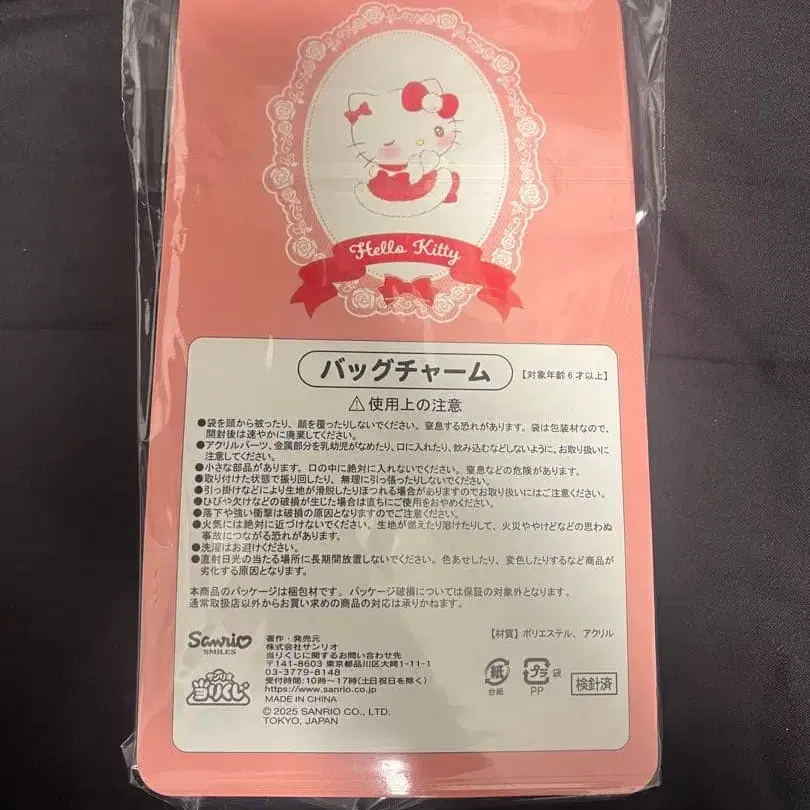 Hello Kitty
バッグチャーム
【対象年齢6才以上】
⚠使用上の注意
●袋を頭から被ったり、顔を覆ったりしないでください。窒息する恐れがあります。袋は包装材なので、
開封後は速やかに廃棄してください。
●アクリルパーツ、金属部分を乳幼児がなめたり、口に入れたり、飲み込むなどしないように、お取り扱いに
注意してください。
●小さな部品があります。口の中に絶対に入れないでください。窒息などの危険があります。
●取り付けた状態で振り回したり、無理に引っ張ったりしないでください。
●引っ掛けなどにより生地が滑脱したりほつれる場合がありますのでお取り扱いにはご注意ください。
●ひびや欠けなどの破損が生じた場合は直ちにご使用をおやめください。
●落下や強い衝撃は破損の原因となりますのでご注意ください。
●火気には絶対に近づけないでください。生地が燃えたり溶けたりして、火災ややけどなどの思わぬ
事故につながる恐れがあります。
●洗濯はお避けください。
●直射日光の当たる場所に長期間放置しないでください。色あせしたり、変色したりするなど商品が
劣化する原因となります。
本商品のパッケージは梱包材です。パッケージ破損については保証の対象外となります。
通常取扱店以外からお買い求めの商品の対応は承りかねます。
【材質】ポリエステル、アクリル
Sanrio
SMILES
サンリオ
当りくじ
著作・発売元
株式会社サンリオ
当りくじに関するお問い合わせ先
〒141-8603 東京都品川区大崎1-11-1
03-3779-8148
受付時間:10時〜17時(土日祝日を除く)
https://www.sanrio.co.jp
MADE IN CHINA
© 2025 SANRIO CO., LTD.
TOKYO, JAPAN
紙
台紙
プラ
袋
PP
検針済